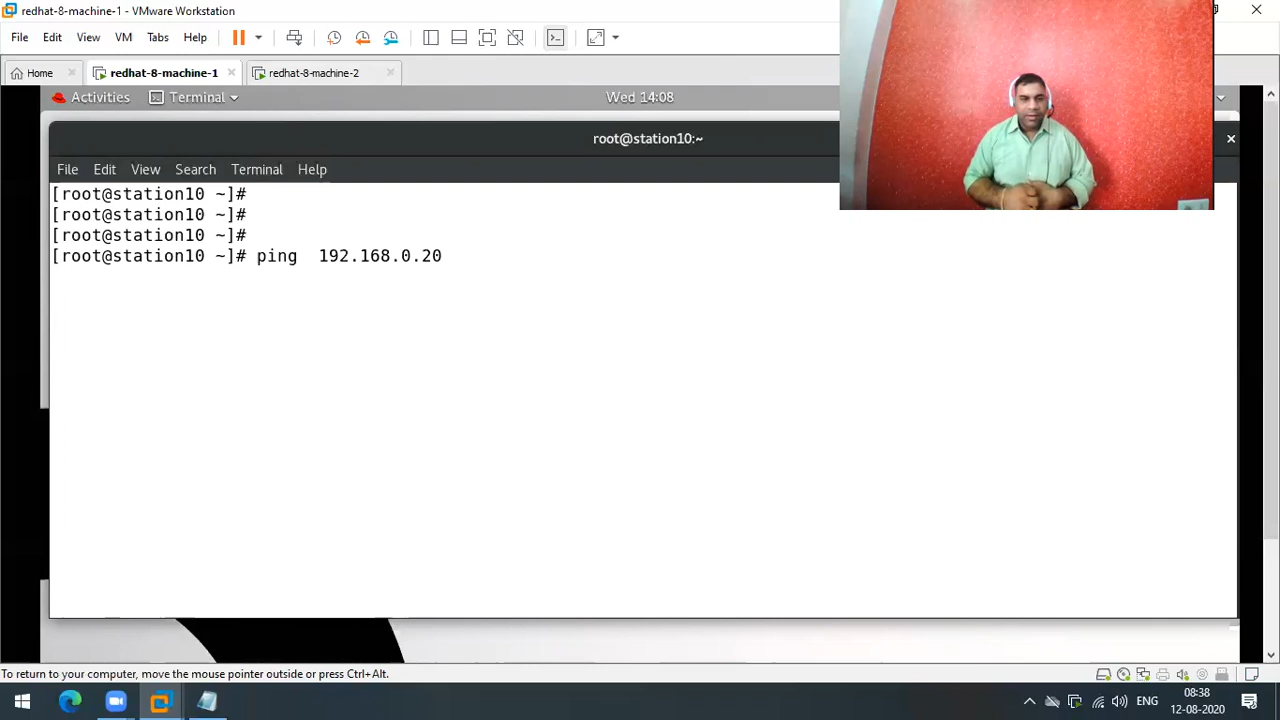 redhat-8-machine-1 - VMware Workstation
File Edit View VM Tabs Help
Home redhat-8-machine-1 redhat-8-machine-2
Activities Terminal Wed 14:08
root@station10:~
File Edit View Search Terminal Help
[root@station10 ~]#
[root@station10 ~]#
[root@station10 ~]#
[root@station10 ~]# ping  192.168.0.20
To return to your computer, move the mouse pointer outside or press Ctrl+Alt.
ENG 08:38
12-08-2020